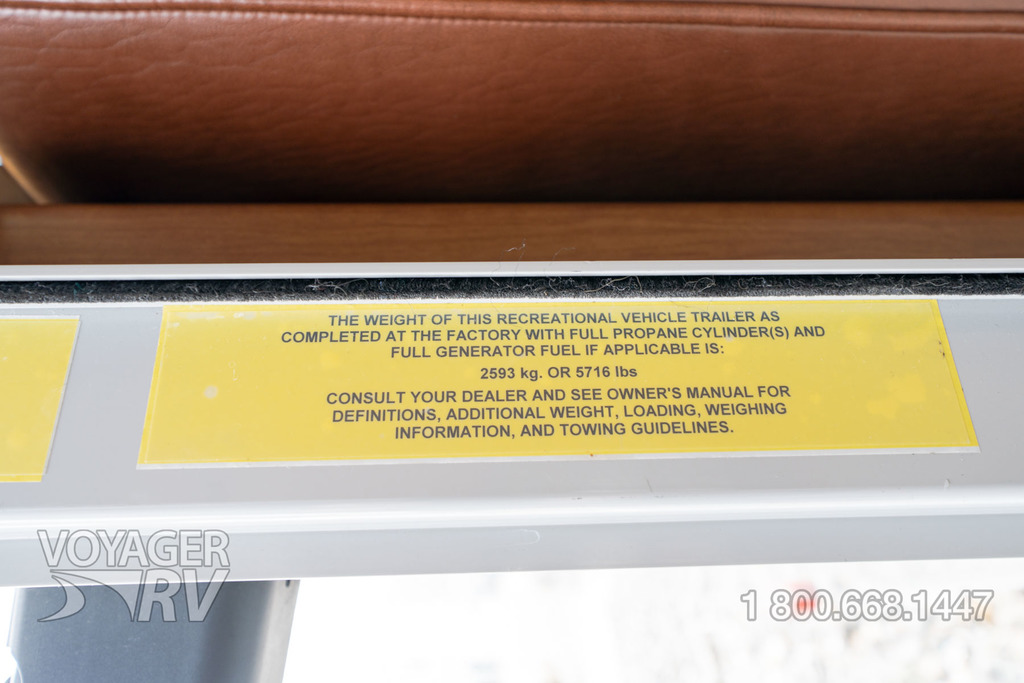 THE WEIGHT OF THIS RECREATIONAL VEHICLE TRAILER AS
COMPLETED AT THE FACTORY WITH FULL PROPANE CYLINDER(S) AND
FULL GENERATOR FUEL IF APPLICABLE IS:
2593 kg. OR 5716 lbs
CONSULT YOUR DEALER AND SEE OWNER'S MANUAL FOR
DEFINITIONS, ADDITIONAL WEIGHT, LOADING, WEIGHING
INFORMATION, AND TOWING GUIDELINES.
VOYAGER
RV
1 800.668.1447